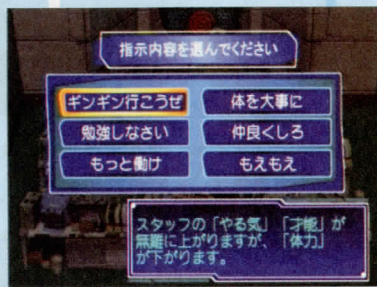 指示内容を選んでください
ギンギン行こうぜ 体を大事に
勉強しなさい 仲良くしろ
もっと働け もえもえ
スタッフの「やる気」「才能」が
無難に上がりますが、「体力」
が下がります。